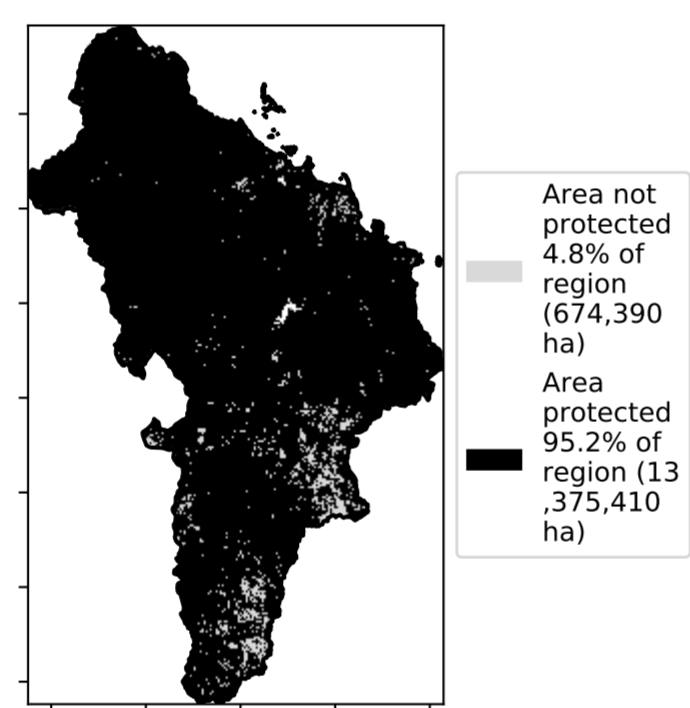 Area not
protected
4.8% of
region
(674,390
ha)
Area
protected
95.2% of
region (13
,375,410
ha)